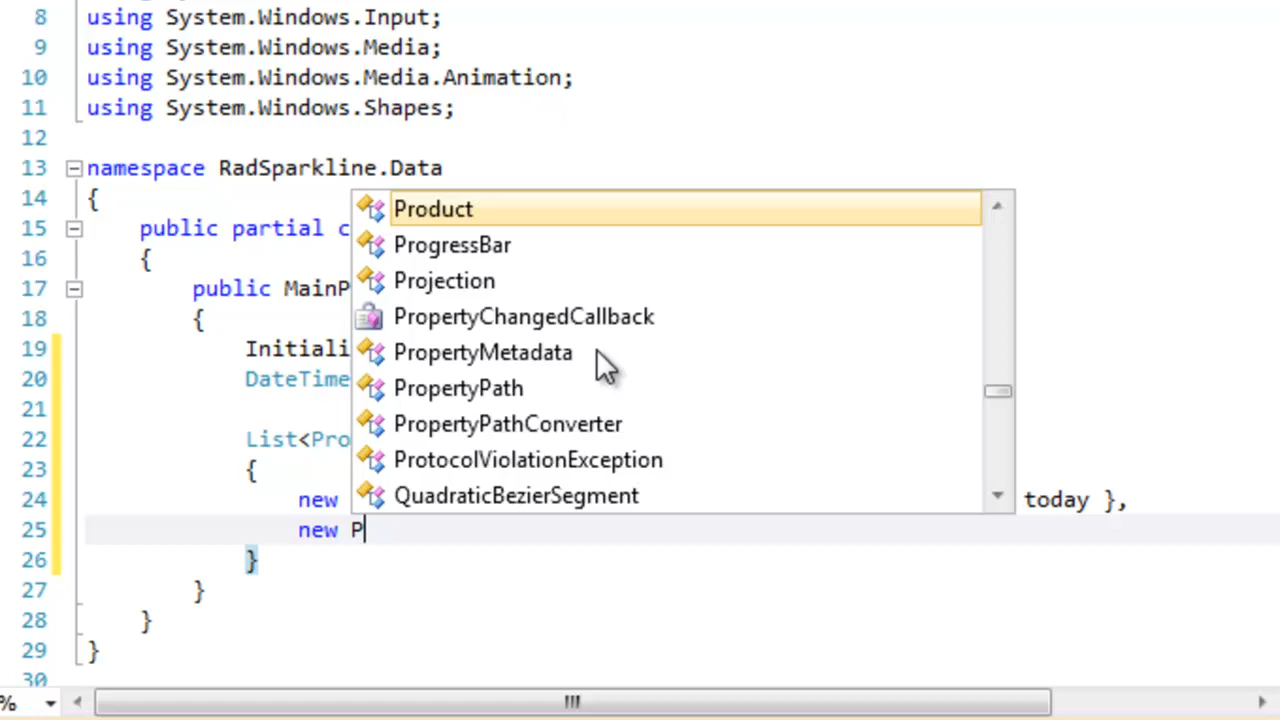 8 using System.Windows.Input;
9 using System.Windows.Media;
10 using System.Windows.Media.Animation;
11 using System.Windows.Shapes;
12
13 namespace RadSparkline.Data
14 {
15 public partial c
16 {
17 public MainP
18 {
19 Initiali
20 DateTime
21
22 List<Pro
23 {
24 new today },
25 new P
26 }
27 }
28 }
29 }
30
Product
ProgressBar
Projection
PropertyChangedCallback
PropertyMetadata
PropertyPath
PropertyPathConverter
ProtocolViolationException
QuadraticBezierSegment
%